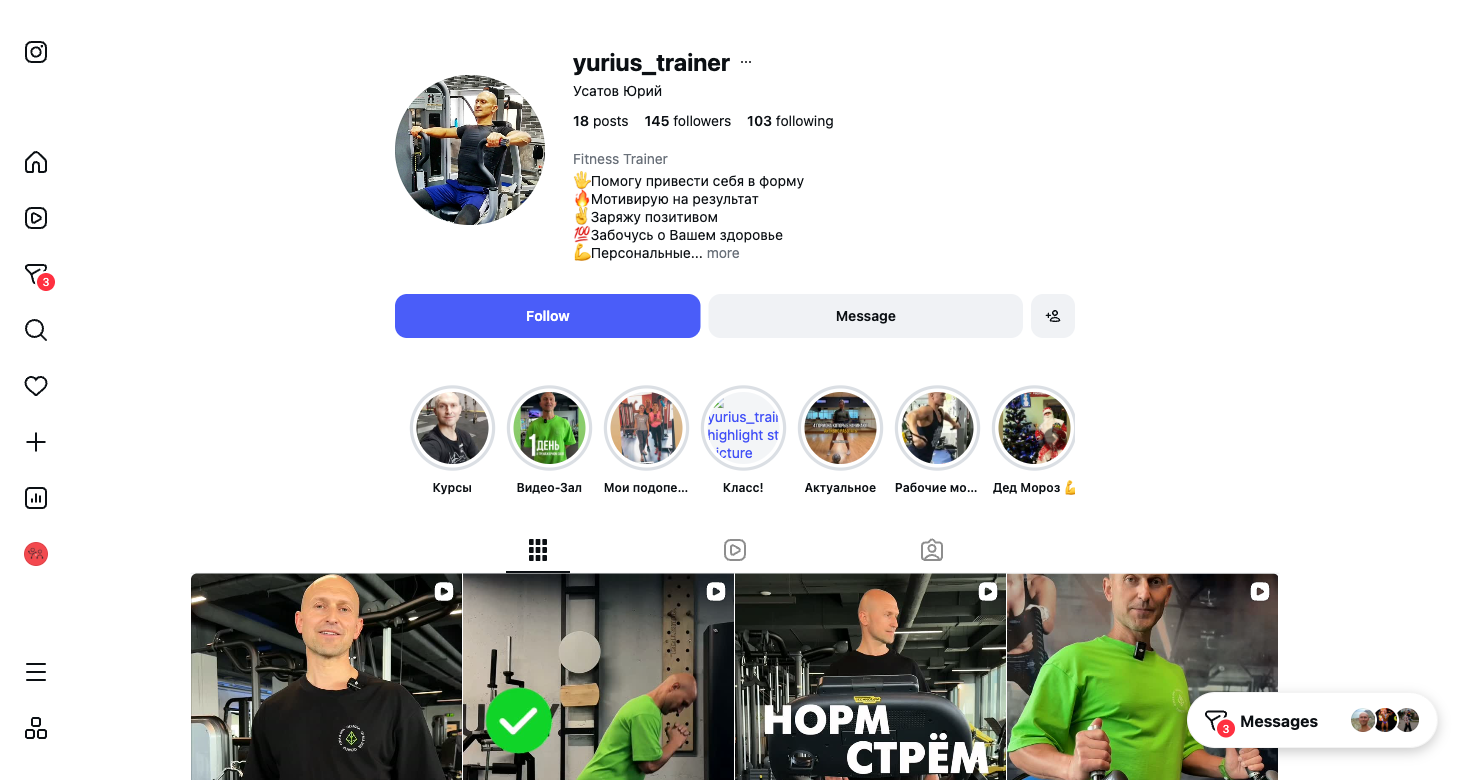 yurius_trainer ...
Усатов Юрий
18 posts 145 followers 103 following
Fitness Trainer
🖐Помогу привести себя в форму
🔥Мотивирую на результат
✌Заряжу позитивом
💯Забочусь о Вашем здоровье
💪Персональные... more
Follow
Message
3
yurius_trai
highlight st
icture
Курсы
Видео-Зал
Мои подопе...
Класс!
Актуальное
Рабочие мо...
Дед Мороз 💪
1 ДЕНЬ
НОРМ
СТРЁМ
3
Messages